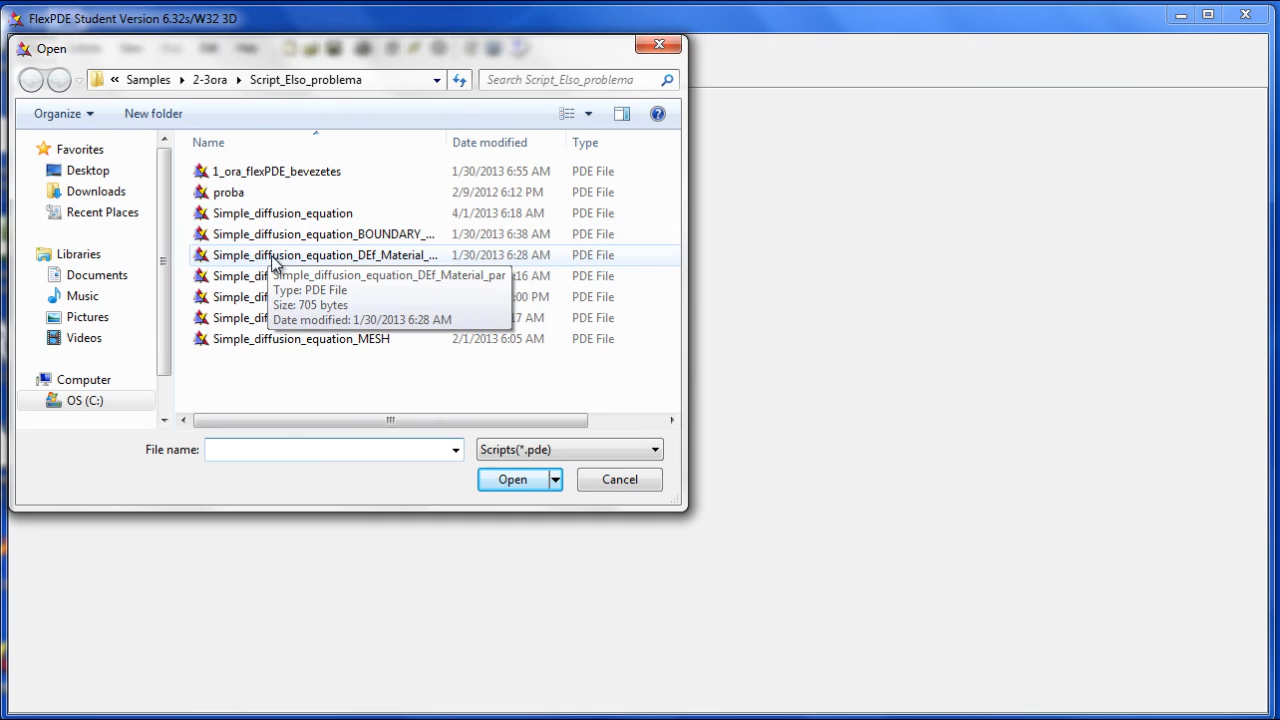 FlexPDE Student Version 6.32s/W32 3D
Open
« Samples 2-3ora Script_Elso_problema
Search Script_Elso_problema
Organize New folder
Name Date modified Type
Favorites
Desktop
Downloads
Recent Places
Libraries
Documents
Music
Pictures
Videos
Computer
OS (C:)
1_ora_flexPDE_bevezetes 1/30/2013 6:55 AM PDE File
proba 2/9/2012 6:12 PM PDE File
Simple_diffusion_equation 4/1/2013 6:18 AM PDE File
Simple_diffusion_equation_BOUNDARY_... 1/30/2013 6:38 AM PDE File
Simple_diffusion_equation_DEf_Material_... 1/30/2013 6:28 AM PDE File
PDE File
PDE File
PDE File
Simple_diffusion_equation_MESH 2/1/2013 6:05 AM PDE File
Simple_diffusion_equation_DEf_Material_par
Type: PDE File
Size: 705 bytes
Date modified: 1/30/2013 6:28 AM
File name: Scripts(*.pde)
Open Cancel